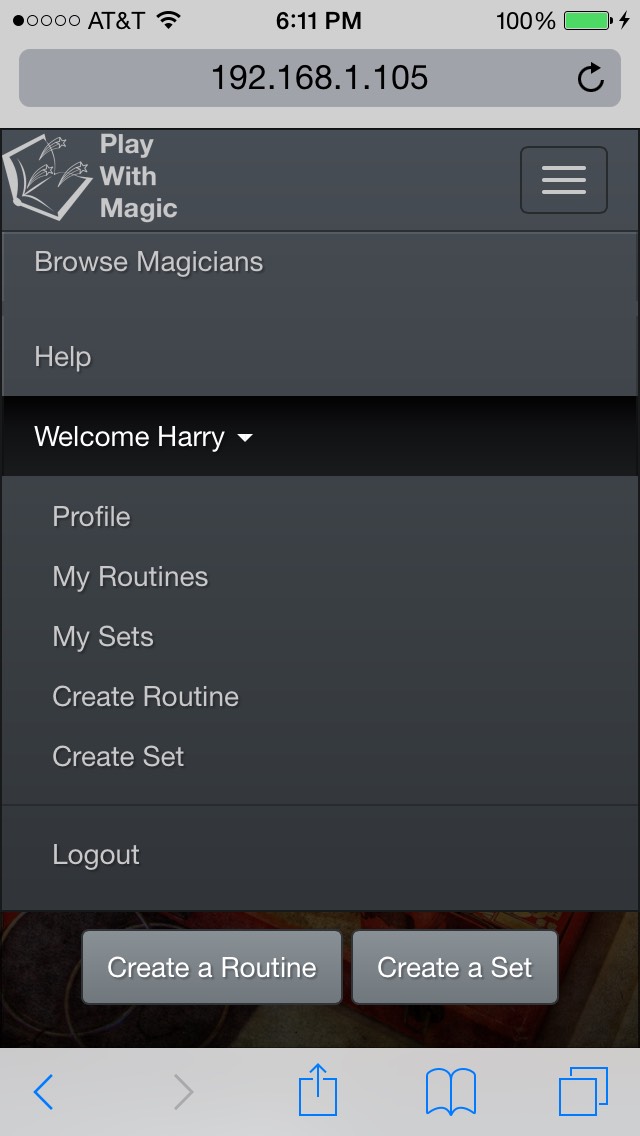 AT&T 6:11 PM 100%
192.168.1.105
Play
With
Magic
Browse Magicians
Help
Welcome Harry
Profile
My Routines
My Sets
Create Routine
Create Set
Logout
Create a Routine Create a Set